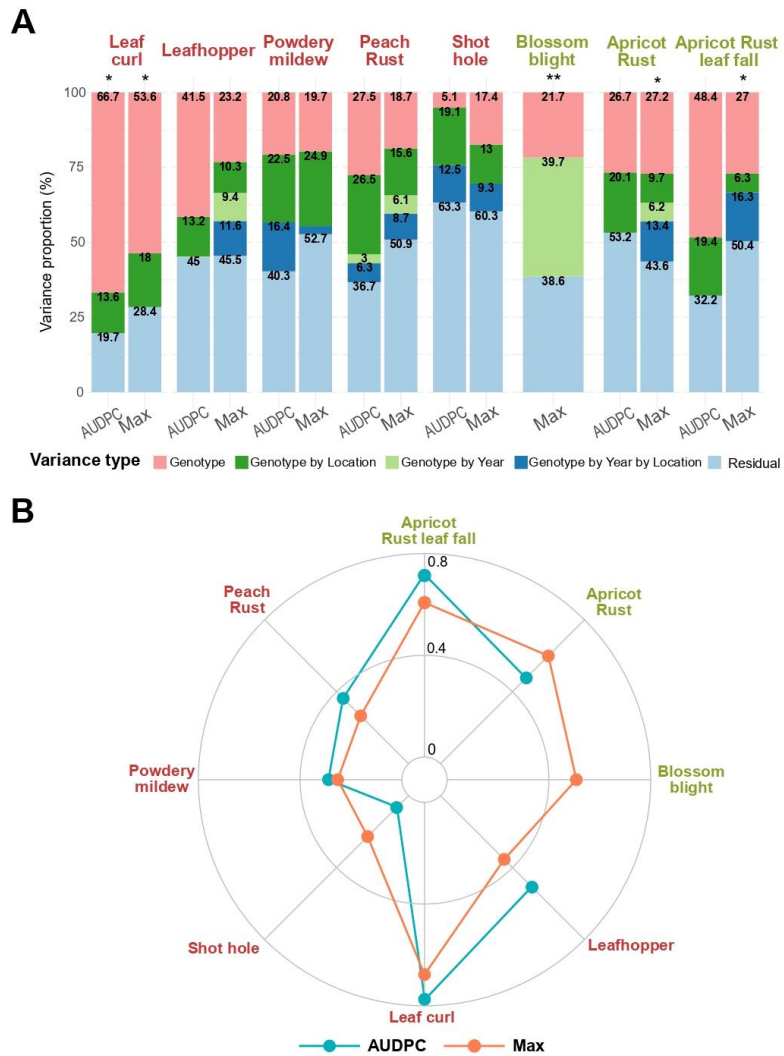 A
Leaf curl
Leafhopper
Powdery mildew
Peach Rust
Shot hole
Blossom blight
Apricot Rust
Apricot Rust leaf fall
* * ** * *
Variance proportion (%)
100
75
50
25
0
66.7 53.6 41.5 23.2 20.8 19.7 27.5 18.7 5.1 17.4 21.7 26.7 27.2 48.4 27
13.6 18 13.2 10.3 22.5 24.9 26.5 15.6 19.1 13 39.7 20.1 9.7 19.4 6.3
9.4 3 6.1 6.2
11.6 16.4 6.3 8.7 12.5 9.3 13.4 16.3
19.7 28.4 45 45.5 40.3 52.7 36.7 50.9 63.3 60.3 38.6 53.2 43.6 32.2 50.4
AUDPC Max AUDPC Max AUDPC Max AUDPC Max AUDPC Max Max AUDPC Max AUDPC Max
Variance type Genotype Genotype by Location Genotype by Year Genotype by Year by Location Residual
B
Apricot
Rust leaf fall
0.8
Peach
Rust
Apricot
Rust
0.4
0
Powdery
mildew
Blossom
blight
Shot hole
Leafhopper
Leaf curl
AUDPC Max